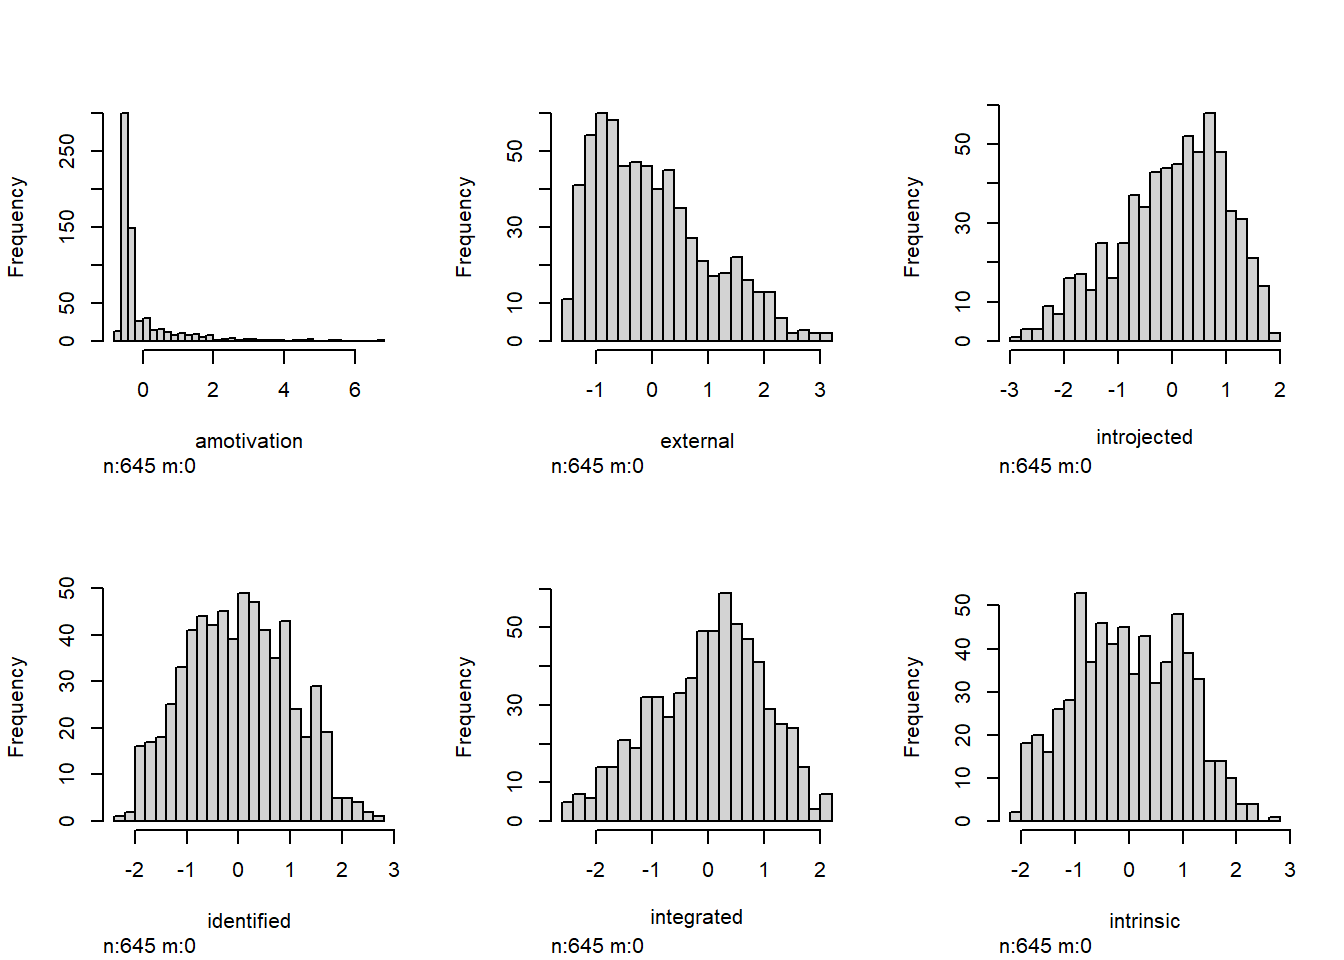 Frequency
0 50 150 250
0 2 4 6
amotivation
n:645 m:0
Frequency
0 10 30 50
-1 0 1 2 3
external
n:645 m:0
Frequency
0 10 30 50
-3 -2 -1 0 1 2
introjected
n:645 m:0
Frequency
0 10 20 30 40 50
-2 -1 0 1 2 3
identified
n:645 m:0
Frequency
0 10 30 50
-2 -1 0 1 2
integrated
n:645 m:0
Frequency
0 10 20 30 40 50
-2 -1 0 1 2 3
intrinsic
n:645 m:0